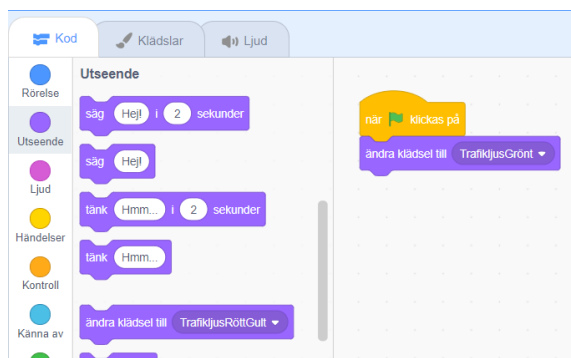 Kod
Klädslar
Ljud
Rörelse
Utseende
Ljud
Händelser
Kontroll
Känna av
Utseende
säg Hej! i 2 sekunder
säg Hej!
tänk Hmm... i 2 sekunder
tänk Hmm...
ändra klädsel till TrafikljusRöttGult
när klickas på
ändra klädsel till TrafikljusGrönt